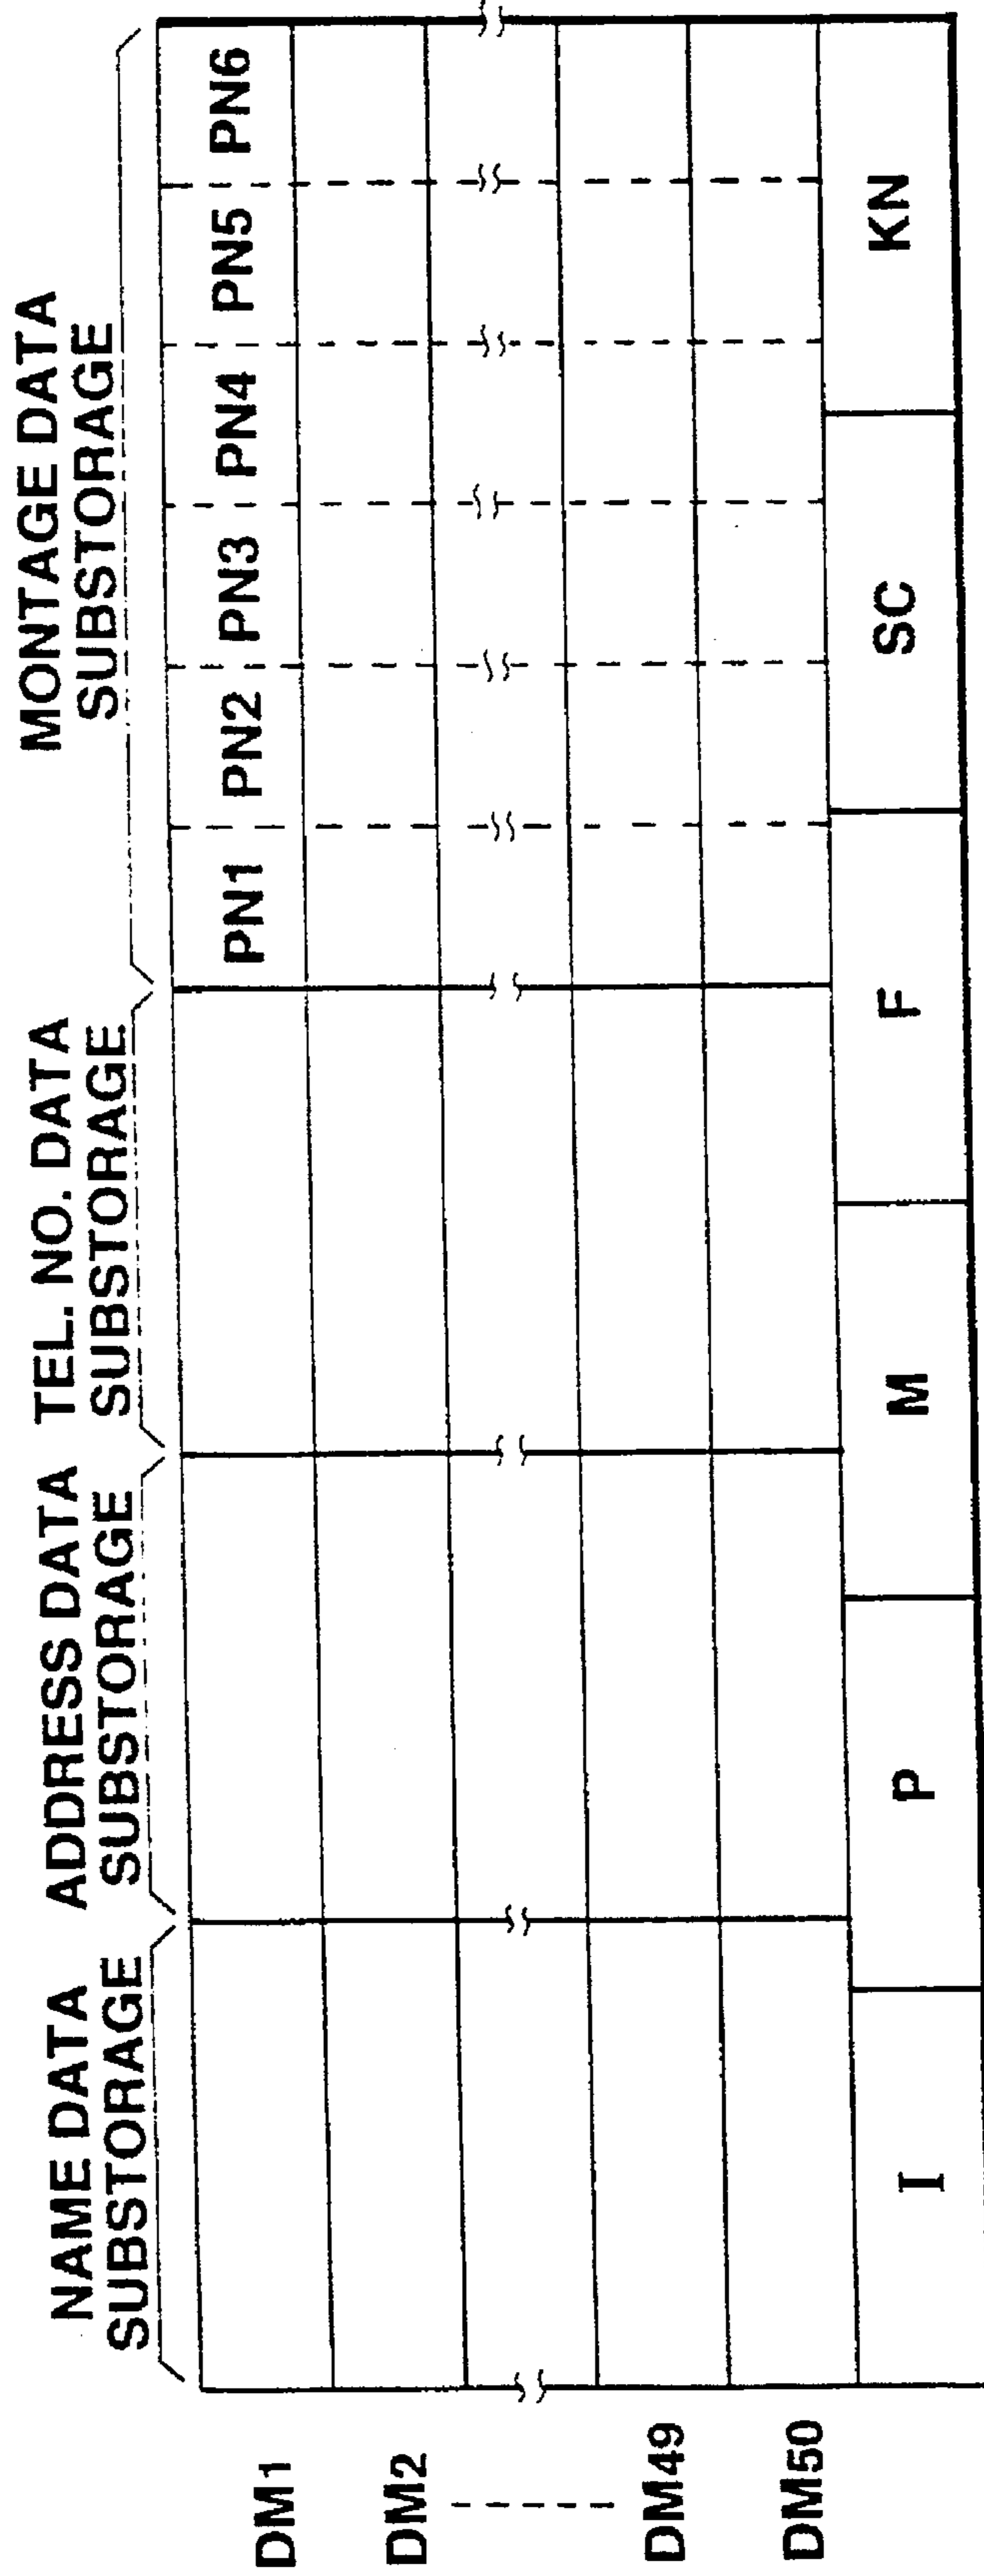 NAME DATA
SUBSTORAGE
ADDRESS DATA
SUBSTORAGE
TEL. NO. DATA
SUBSTORAGE
MONTAGE DATA
SUBSTORAGE
DM1 PN1 PN2 PN3 PN4 PN5 PN6
DM2
DM49
DM50
I P M F SC KN